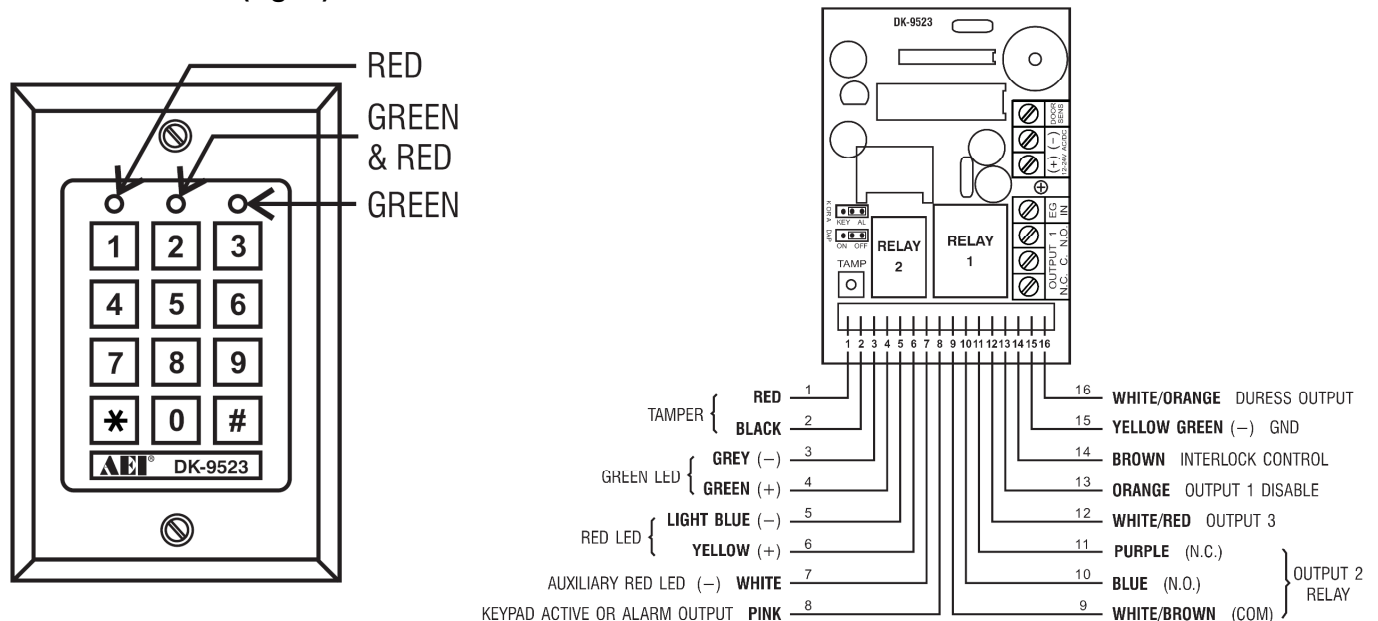 RED
GREEN
& RED
GREEN
1 2 3
4 5 6
7 8 9
* 0 #
AEI® DK-9523
DK-9523
DOOR
SENS
(+) (−)
12-24V AC/DC
EG
IN
OUTPUT 1
N.C. C. N.O.
K OR A
KEY AL
DAP
ON OFF
TAMP
RELAY
2
RELAY
1
1 2 3 4 5 6 7 8 9 10 11 12 13 14 15 16
TAMPER
RED 1
BLACK 2
GREEN LED
GREY (−) 3
GREEN (+) 4
RED LED
LIGHT BLUE (−) 5
YELLOW (+) 6
AUXILIARY RED LED (−) WHITE 7
KEYPAD ACTIVE OR ALARM OUTPUT PINK 8
16 WHITE/ORANGE DURESS OUTPUT
15 YELLOW GREEN (−) GND
14 BROWN INTERLOCK CONTROL
13 ORANGE OUTPUT 1 DISABLE
12 WHITE/RED OUTPUT 3
11 PURPLE (N.C.)
10 BLUE (N.O.)
9 WHITE/BROWN (COM)
OUTPUT 2
RELAY